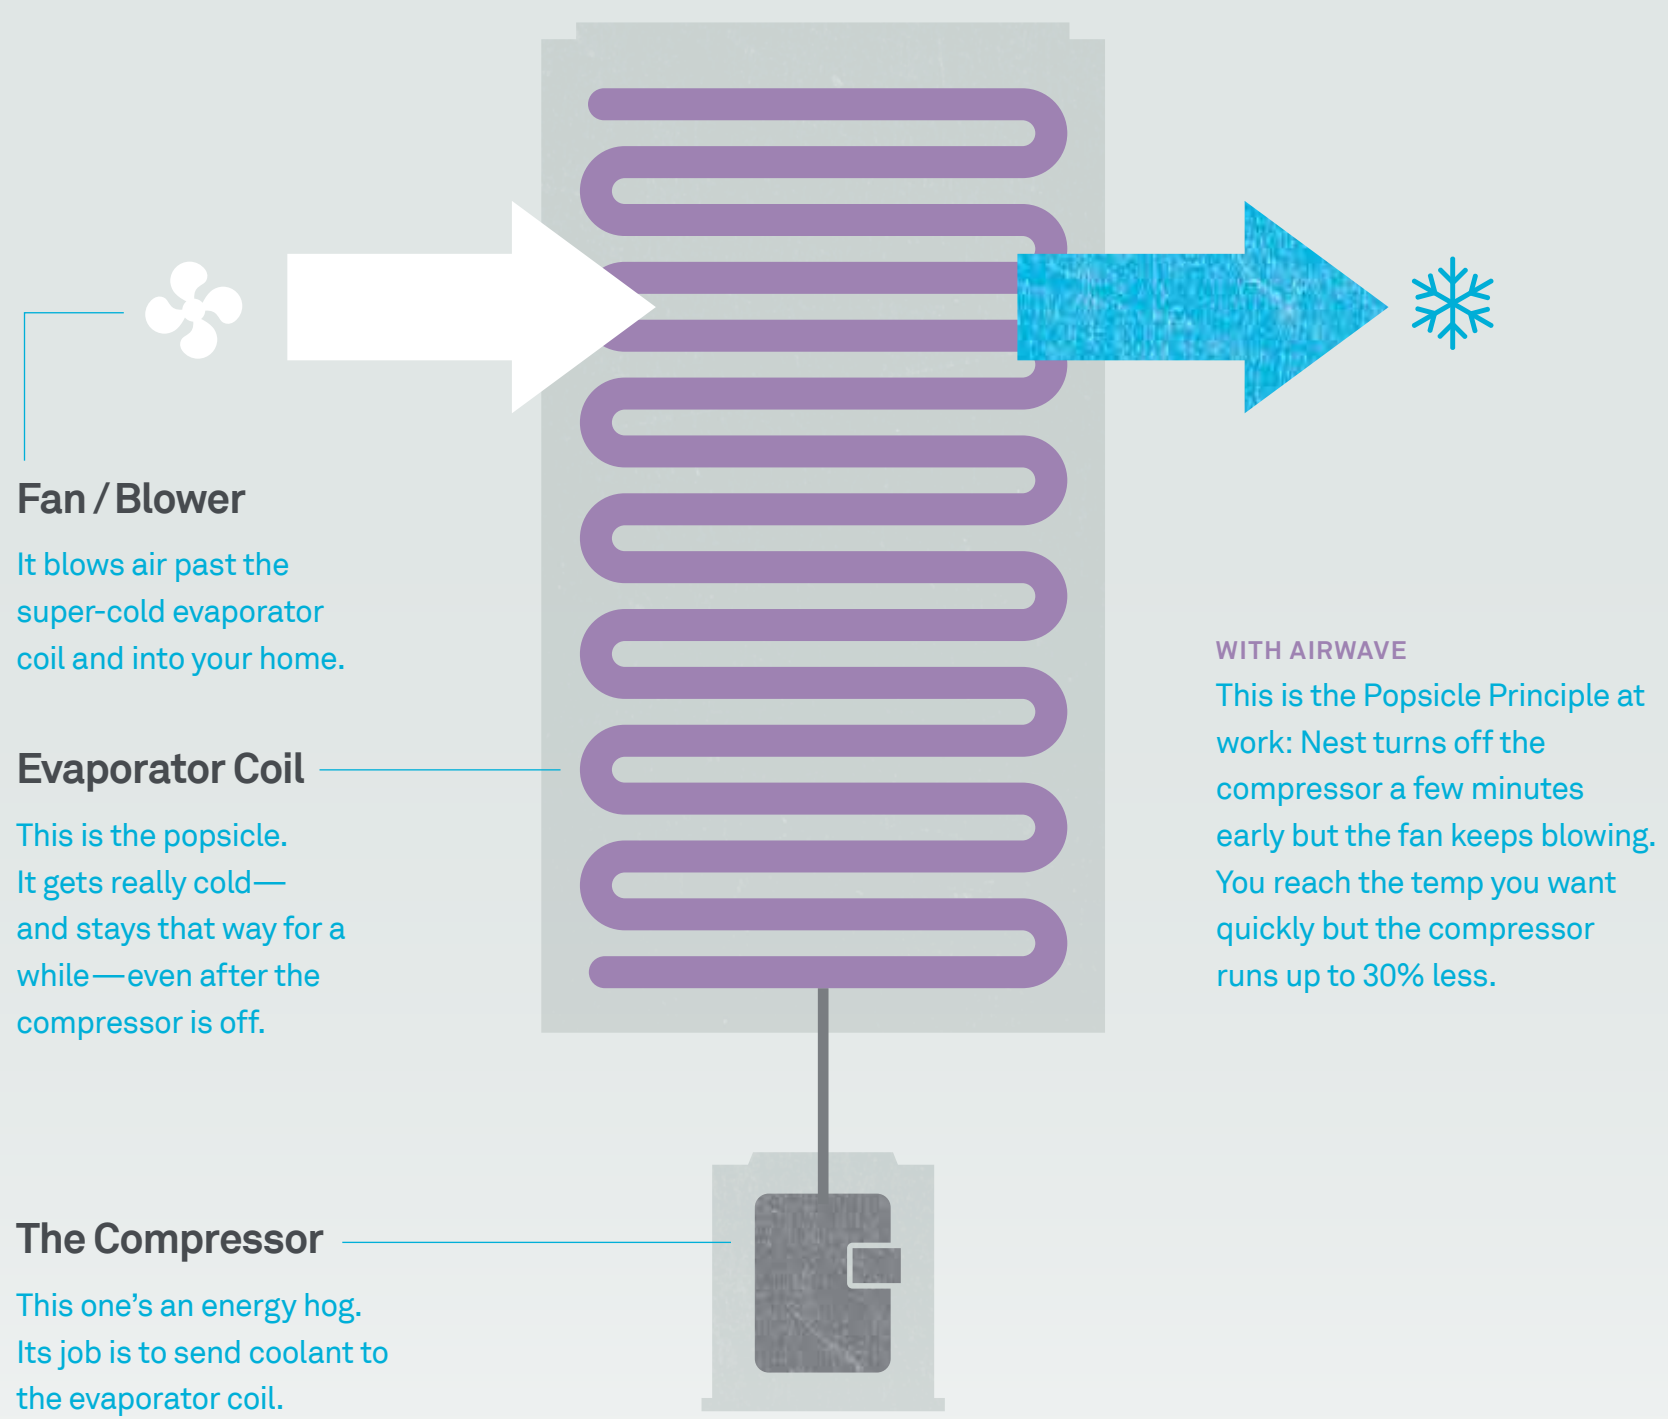 Fan / Blower
It blows air past the
super-cold evaporator
coil and into your home.
Evaporator Coil
This is the popsicle.
It gets really cold—
and stays that way for a
while—even after the
compressor is off.
The Compressor
This one’s an energy hog.
Its job is to send coolant to
the evaporator coil.
WITH AIRWAVE
This is the Popsicle Principle at
work: Nest turns off the
compressor a few minutes
early but the fan keeps blowing.
You reach the temp you want
quickly but the compressor
runs up to 30% less.